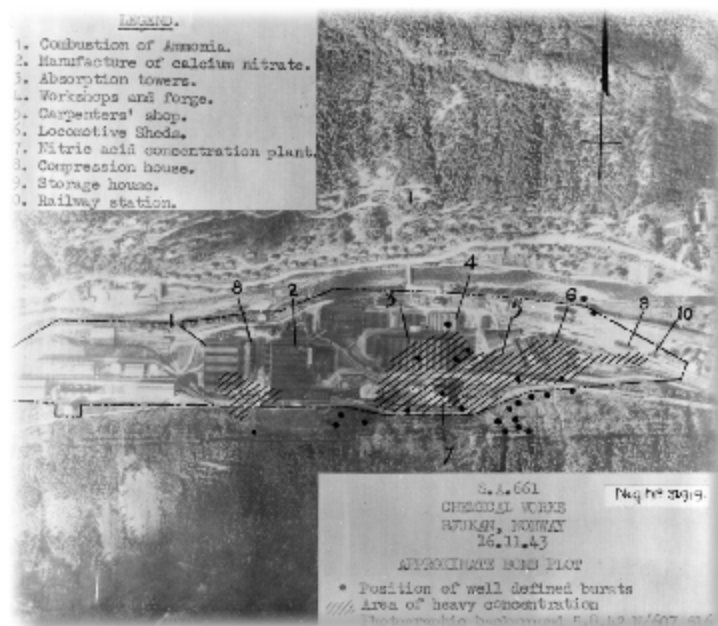 LEGEND.
1. Combustion of Ammonia.
2. Manufacture of calcium nitrate.
3. Absorption towers.
4. Workshops and forge.
5. Carpenters' shop.
6. Locomotive Sheds.
7. Nitric acid concentration plant.
8. Compression house.
9. Storage house.
0. Railway station.
4
8
2
3
5
6
8
10
1
7
S.A.661
CHEMICAL WORKS
RJUKAN, NORWAY
16.11.43
APPROXIMATE BOMB PLOT
Position of well defined bursts
Area of heavy concentration
Photographic background